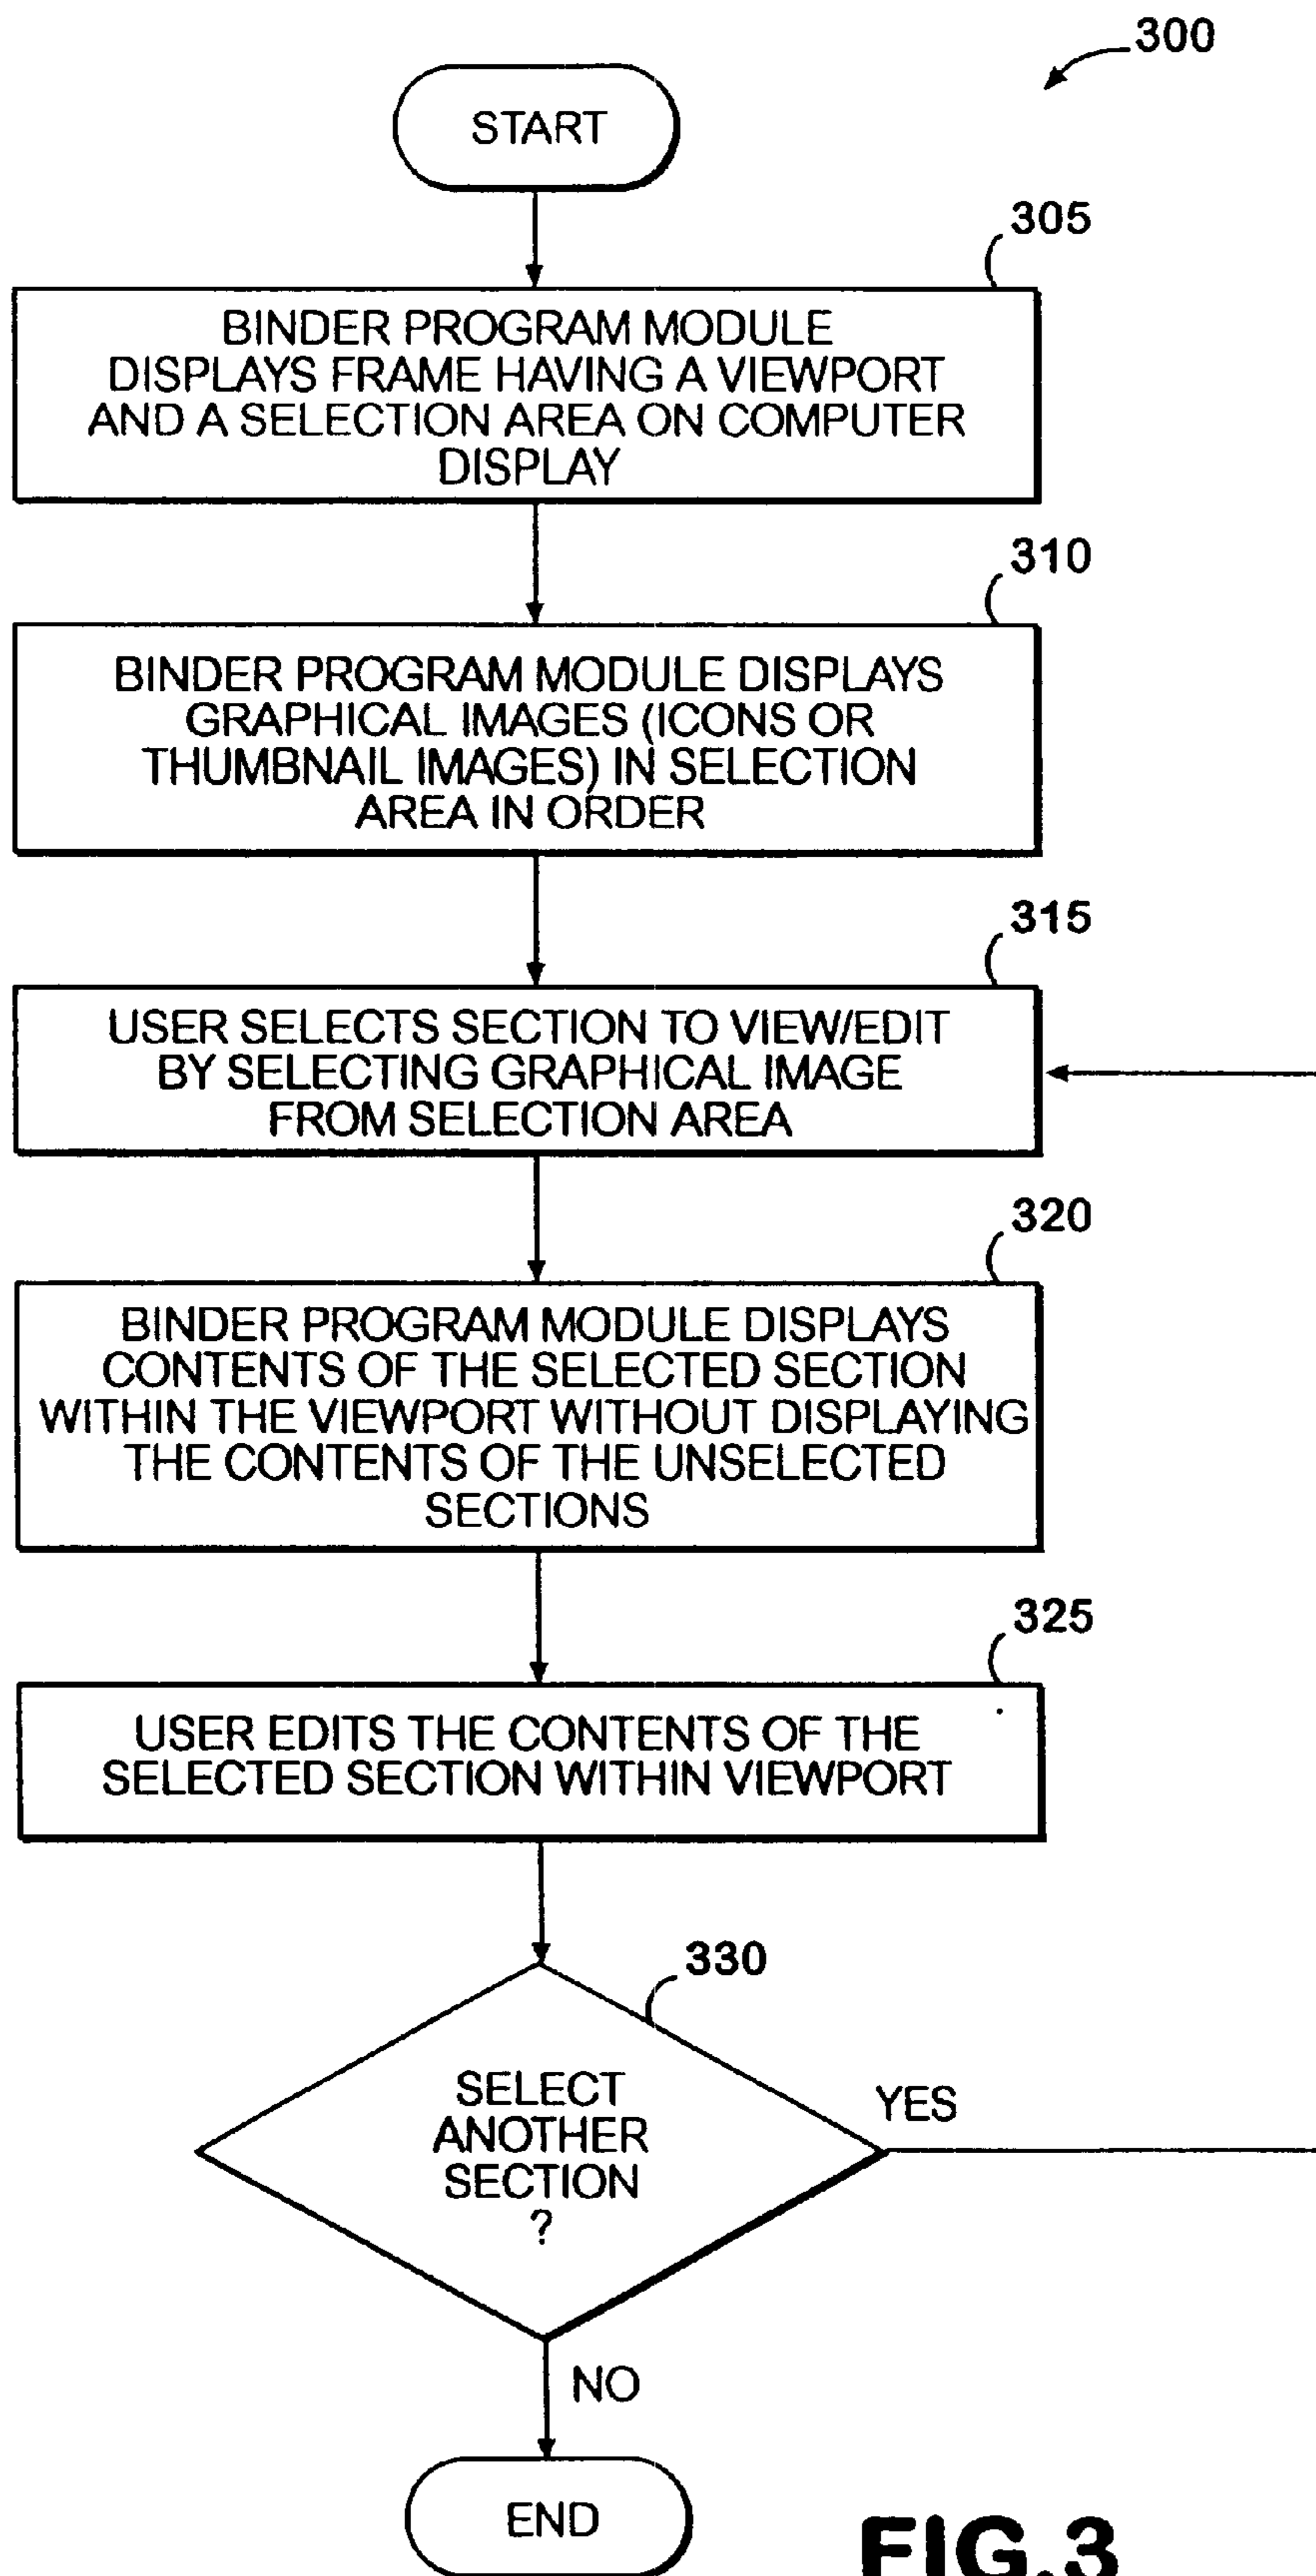 300
START
305
BINDER PROGRAM MODULE
DISPLAYS FRAME HAVING A VIEWPORT
AND A SELECTION AREA ON COMPUTER
DISPLAY
310
BINDER PROGRAM MODULE DISPLAYS
GRAPHICAL IMAGES (ICONS OR
THUMBNAIL IMAGES) IN SELECTION
AREA IN ORDER
315
USER SELECTS SECTION TO VIEW/EDIT
BY SELECTING GRAPHICAL IMAGE
FROM SELECTION AREA
320
BINDER PROGRAM MODULE DISPLAYS
CONTENTS OF THE SELECTED SECTION
WITHIN THE VIEWPORT WITHOUT DISPLAYING
THE CONTENTS OF THE UNSELECTED
SECTIONS
325
USER EDITS THE CONTENTS OF THE
SELECTED SECTION WITHIN VIEWPORT
330
SELECT
ANOTHER
SECTION
?
YES
NO
END
FIG.3